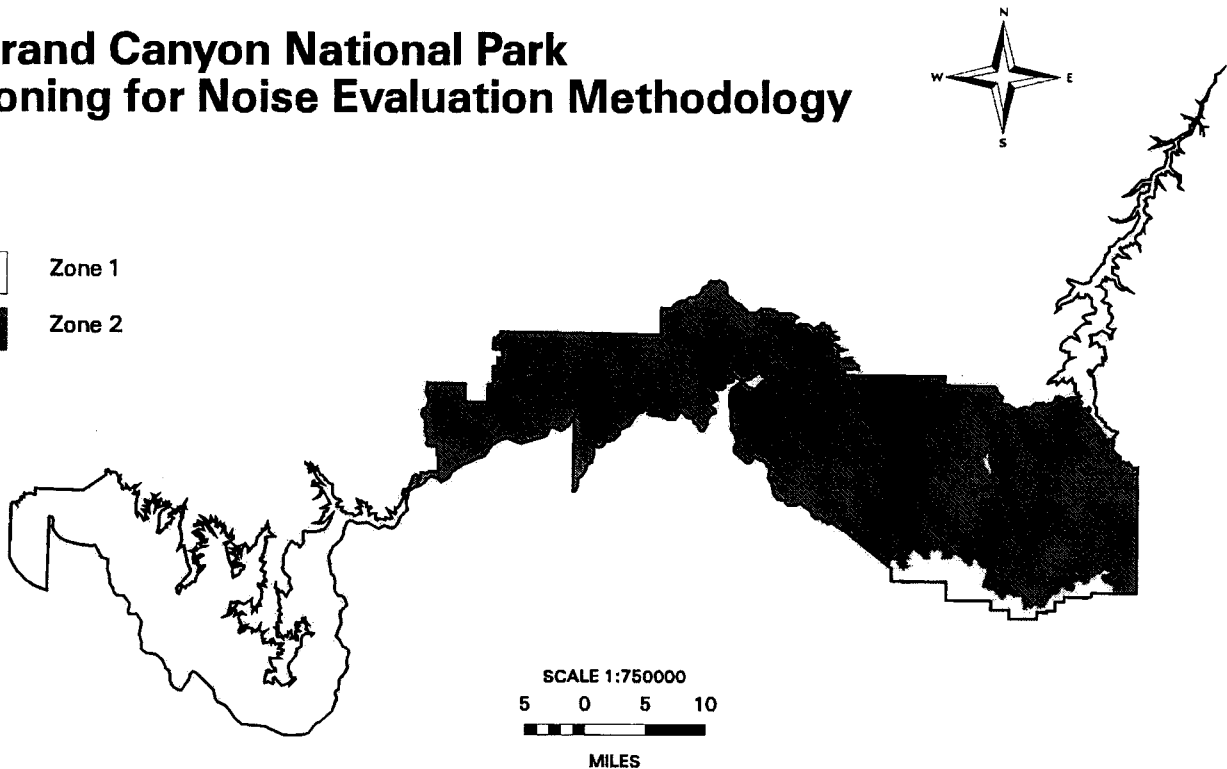 rand Canyon National Park
oning for Noise Evaluation Methodology
N
W E
S
Zone 1
Zone 2
SCALE 1:750000
5 0 5 10
MILES